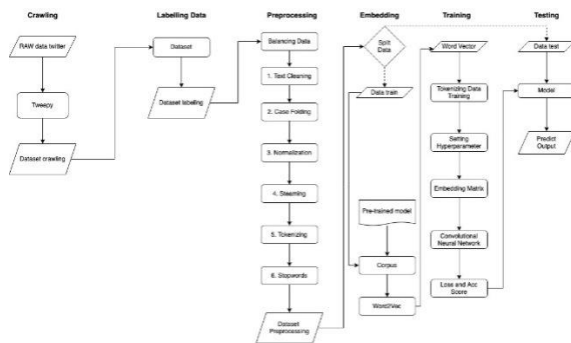 Crawling
RAW data twitter
Tweepy
Dataset crawling
Labelling Data
Dataset
Dataset labeling
Preprocessing
Balancing Data
1. Text Cleaning
2. Case Folding
3. Normalization
4. Steaming
5. Tokenizing
6. Stopwords
Dataset
Preprocessing
Embedding
Split
Data
Data train
Pre-trained model
Corpus
Word2Vec
Training
Word Vector
Tokenizing Data
Training
Setting
Hyperparameter
Embedding Matrix
Convolutional
Neural Network
Loss and Acc
Score
Testing
Data test
Model
Predict
Output